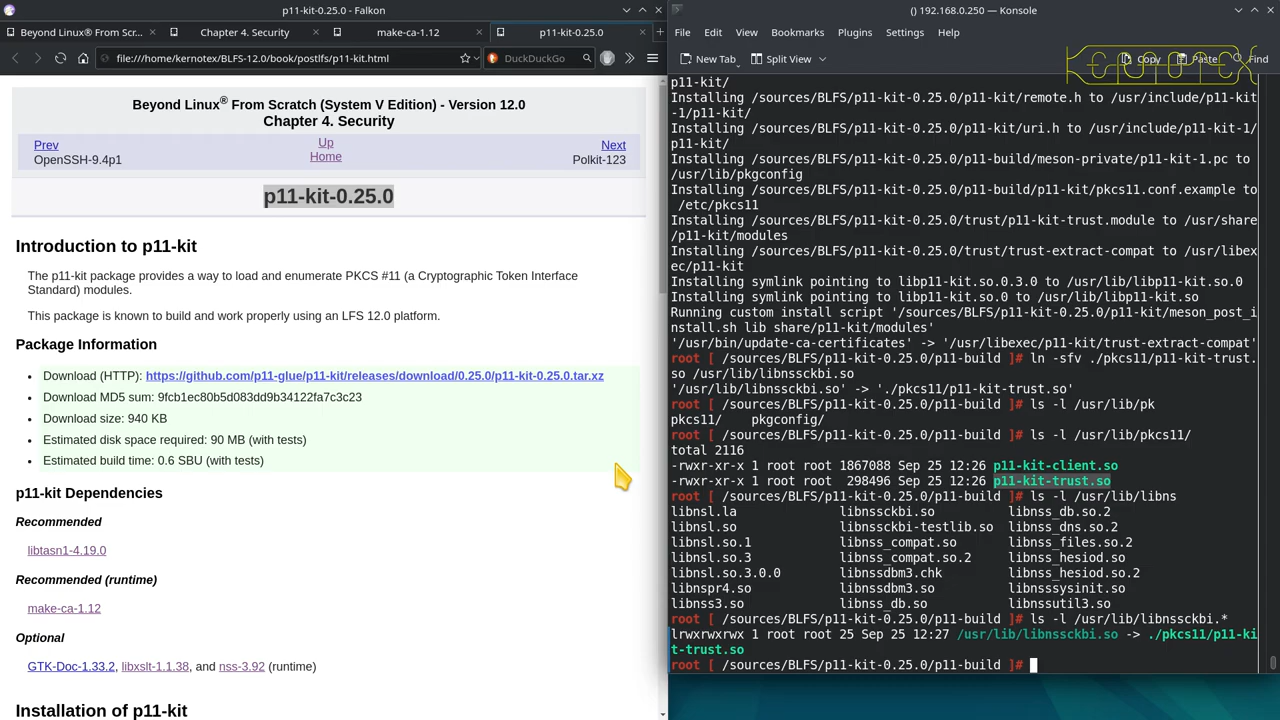 p11-kit-0.25.0 - Falkon
Beyond Linux® From Scr...
Chapter 4. Security
make-ca-1.12
p11-kit-0.25.0
file:///home/kernotex/BLFS-12.0/book/postlfs/p11-kit.html
DuckDuckGo
Beyond Linux® From Scratch (System V Edition) - Version 12.0
Chapter 4. Security
Prev
Up
Next
OpenSSH-9.4p1
Home
Polkit-123
p11-kit-0.25.0
Introduction to p11-kit
The p11-kit package provides a way to load and enumerate PKCS #11 (a Cryptographic Token Interface
Standard) modules.
This package is known to build and work properly using an LFS 12.0 platform.
Package Information
• Download (HTTP): https://github.com/p11-glue/p11-kit/releases/download/0.25.0/p11-kit-0.25.0.tar.xz
• Download MD5 sum: 9fcb1ec80b5d083dd9b34122fa7c3c23
• Download size: 940 KB
• Estimated disk space required: 90 MB (with tests)
• Estimated build time: 0.6 SBU (with tests)
p11-kit Dependencies
Recommended
libtasn1-4.19.0
Recommended (runtime)
make-ca-1.12
Optional
GTK-Doc-1.33.2, libxslt-1.1.38, and nss-3.92 (runtime)
Installation of p11-kit
() 192.168.0.250 — Konsole
File Edit View Bookmarks Plugins Settings Help
New Tab Split View Copy Paste Find
kernotex
p11-kit/
Installing /sources/BLFS/p11-kit-0.25.0/p11-kit/remote.h to /usr/include/p11-kit
-1/p11-kit/
Installing /sources/BLFS/p11-kit-0.25.0/p11-kit/uri.h to /usr/include/p11-kit-1/
p11-kit/
Installing /sources/BLFS/p11-kit-0.25.0/p11-build/meson-private/p11-kit-1.pc to
/usr/lib/pkgconfig
Installing /sources/BLFS/p11-kit-0.25.0/p11-build/p11-kit/pkcs11.conf.example to
/etc/pkcs11
Installing /sources/BLFS/p11-kit-0.25.0/trust/p11-kit-trust.module to /usr/share
/p11-kit/modules
Installing /sources/BLFS/p11-kit-0.25.0/trust/trust-extract-compat to /usr/libex
ec/p11-kit
Installing symlink pointing to libp11-kit.so.0.3.0 to /usr/lib/libp11-kit.so.0
Installing symlink pointing to libp11-kit.so.0 to /usr/lib/libp11-kit.so
Running custom install script '/sources/BLFS/p11-kit-0.25.0/p11-kit/meson_post_i
nstall.sh lib share/p11-kit/modules'
'/usr/bin/update-ca-certificates' -> '/usr/libexec/p11-kit/trust-extract-compat'
root [ /sources/BLFS/p11-kit-0.25.0/p11-build ]# ln -sfv ./pkcs11/p11-kit-trust.
so /usr/lib/libnssckbi.so
'/usr/lib/libnssckbi.so' -> './pkcs11/p11-kit-trust.so'
root [ /sources/BLFS/p11-kit-0.25.0/p11-build ]# ls -l /usr/lib/pk
pkcs11/ pkgconfig/
root [ /sources/BLFS/p11-kit-0.25.0/p11-build ]# ls -l /usr/lib/pkcs11/
total 2116
-rwxr-xr-x 1 root root 1867088 Sep 25 12:26 p11-kit-client.so
-rwxr-xr-x 1 root root 298496 Sep 25 12:26 p11-kit-trust.so
root [ /sources/BLFS/p11-kit-0.25.0/p11-build ]# ls -l /usr/lib/libns
libnsl.la libnssckbi.so libnss_db.so.2
libnsl.so libnssckbi-testlib.so libnss_dns.so.2
libnsl.so.1 libnss_compat.so libnss_files.so.2
libnsl.so.3 libnss_compat.so.2 libnss_hesiod.so
libnsl.so.3.0.0 libnssdbm3.chk libnss_hesiod.so.2
libnspr4.so libnssdbm3.so libnsssysinit.so
libnss3.so libnss_db.so libnssutil3.so
root [ /sources/BLFS/p11-kit-0.25.0/p11-build ]# ls -l /usr/lib/libnssckbi.*
lrwxrwxrwx 1 root root 25 Sep 25 12:27 /usr/lib/libnssckbi.so -> ./pkcs11/p11-ki
t-trust.so
root [ /sources/BLFS/p11-kit-0.25.0/p11-build ]#